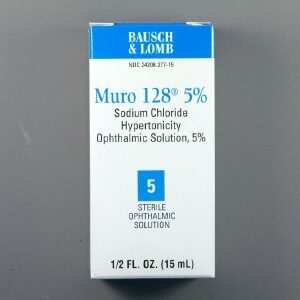 BAUSCH
& LOMB
NDC 24208-277-15
Muro 128® 5%
Sodium Chloride
Hypertonicity
Ophthalmic Solution, 5%
5
STERILE
OPHTHALMIC
SOLUTION
1/2 FL. OZ. (15 mL)